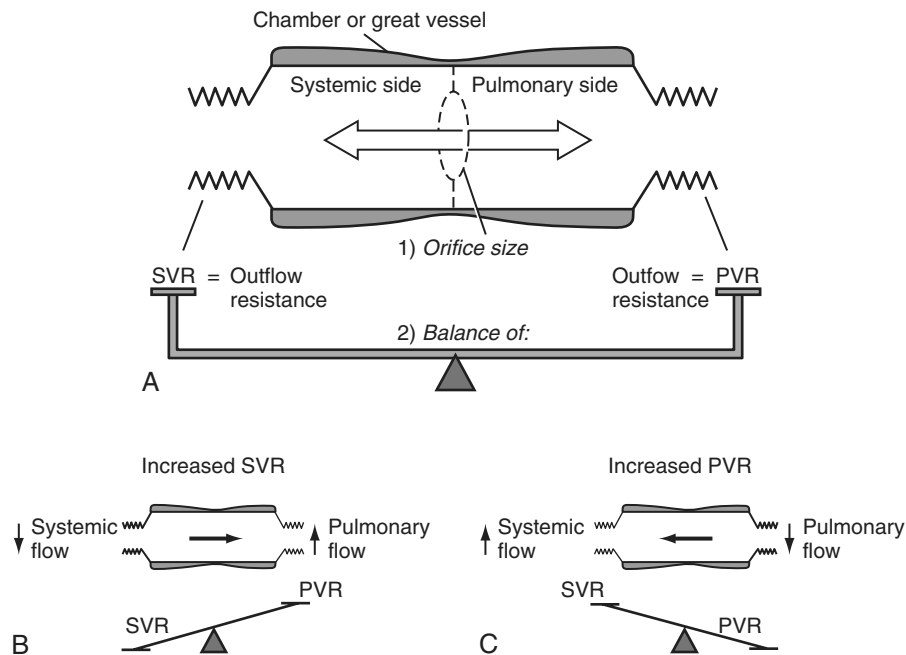 Chamber or great vessel
Systemic side
Pulmonary side
1) Orifice size
SVR = Outflow
resistance
Outfow = PVR
resistance
2) Balance of:
A
Increased SVR
Systemic
flow
Pulmonary
flow
PVR
SVR
B
Increased PVR
Systemic
flow
Pulmonary
flow
SVR
PVR
C